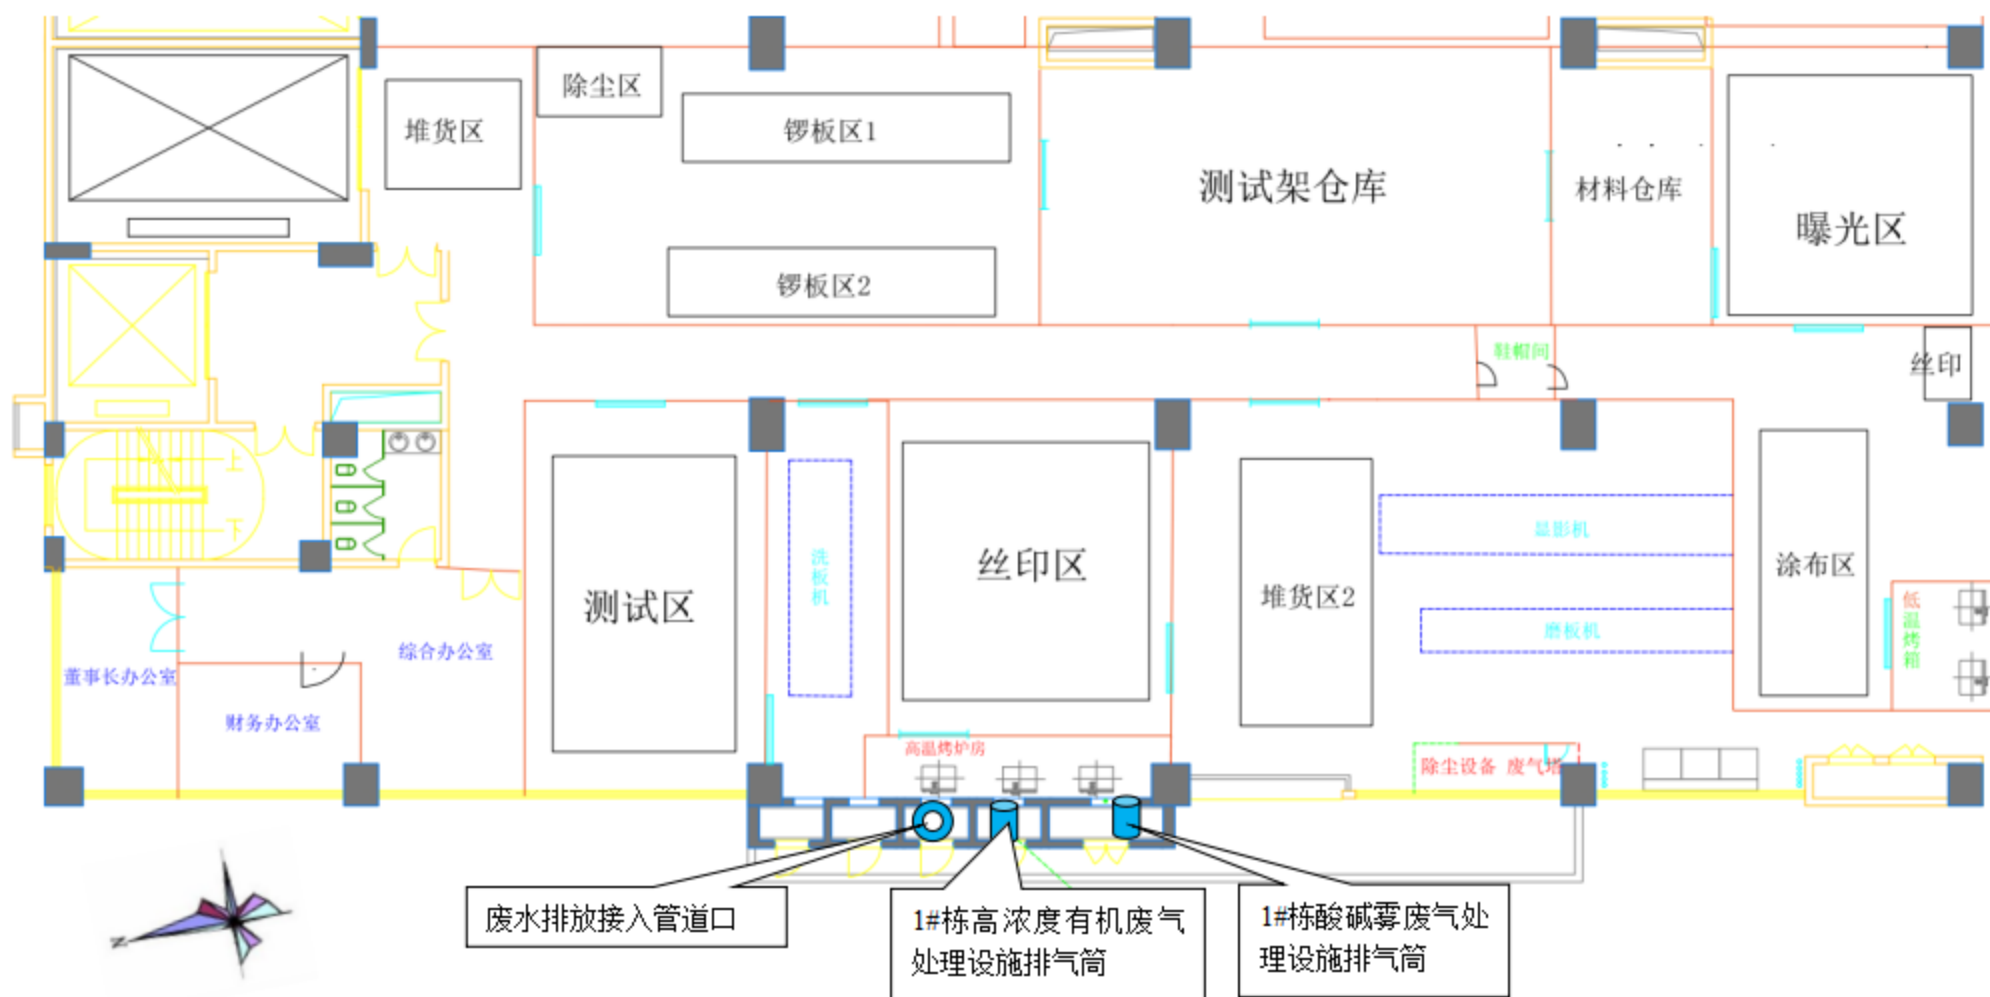 除尘区
堆货区
锣板区1
测试架仓库
材料仓库
曝光区
锣板区2
鞋帽间
丝印
上
下
测试区
洗板机
丝印区
堆货区2
显影机
磨板机
涂布区
低温烤箱
综合办公室
董事长办公室
财务办公室
高温烤炉房
除尘设备 废气塔
废水排放接入管道口
1#栋高浓度有机废气
处理设施排气筒
1#栋酸碱雾废气处
理设施排气筒
N